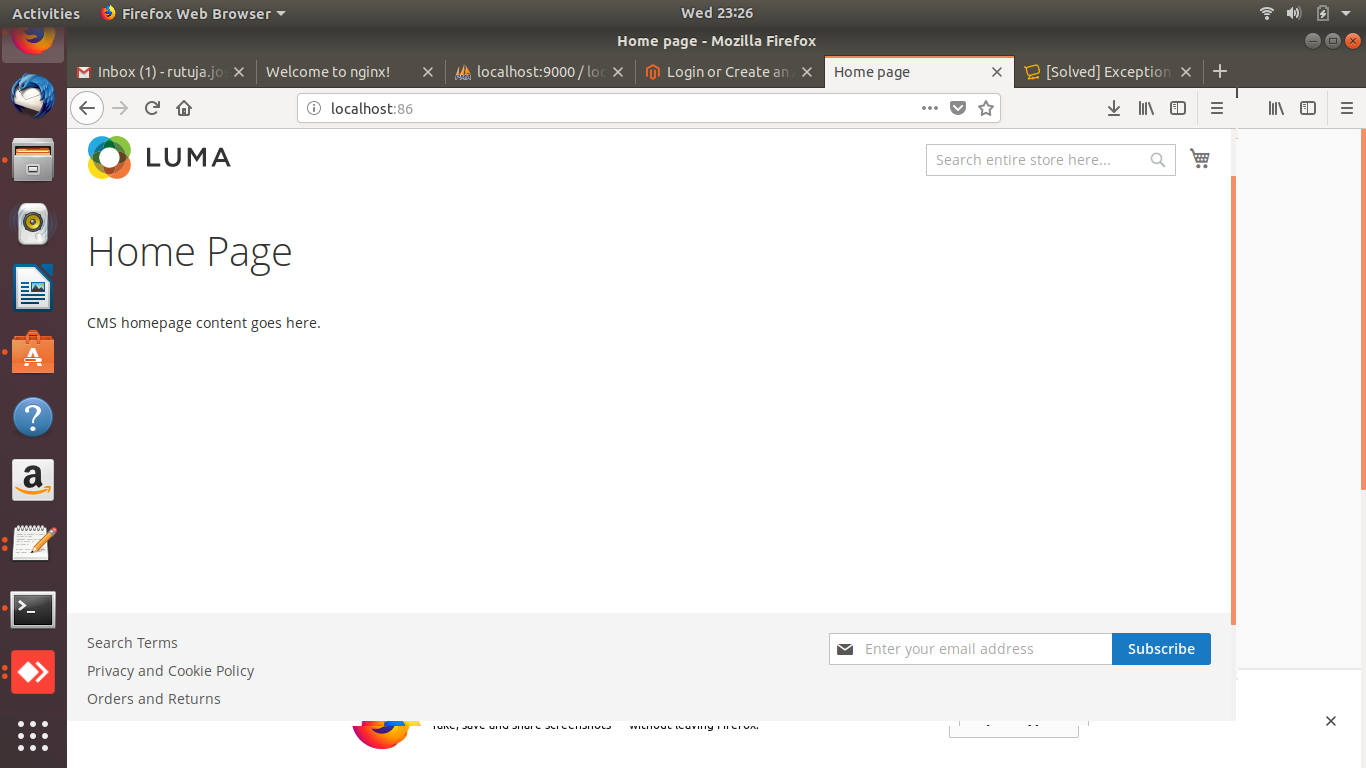 Activities Firefox Web Browser Wed 23:26
Home page - Mozilla Firefox
Inbox (1) - rutuja.jo Welcome to nginx! localhost:9000 / loc Login or Create an Home page [Solved] Exception
localhost:86
LUMA
Search entire store here...
Home Page
CMS homepage content goes here.
Search Terms
Enter your email address Subscribe
Privacy and Cookie Policy
Orders and Returns
Take, save and share screenshots without leaving Firefox.